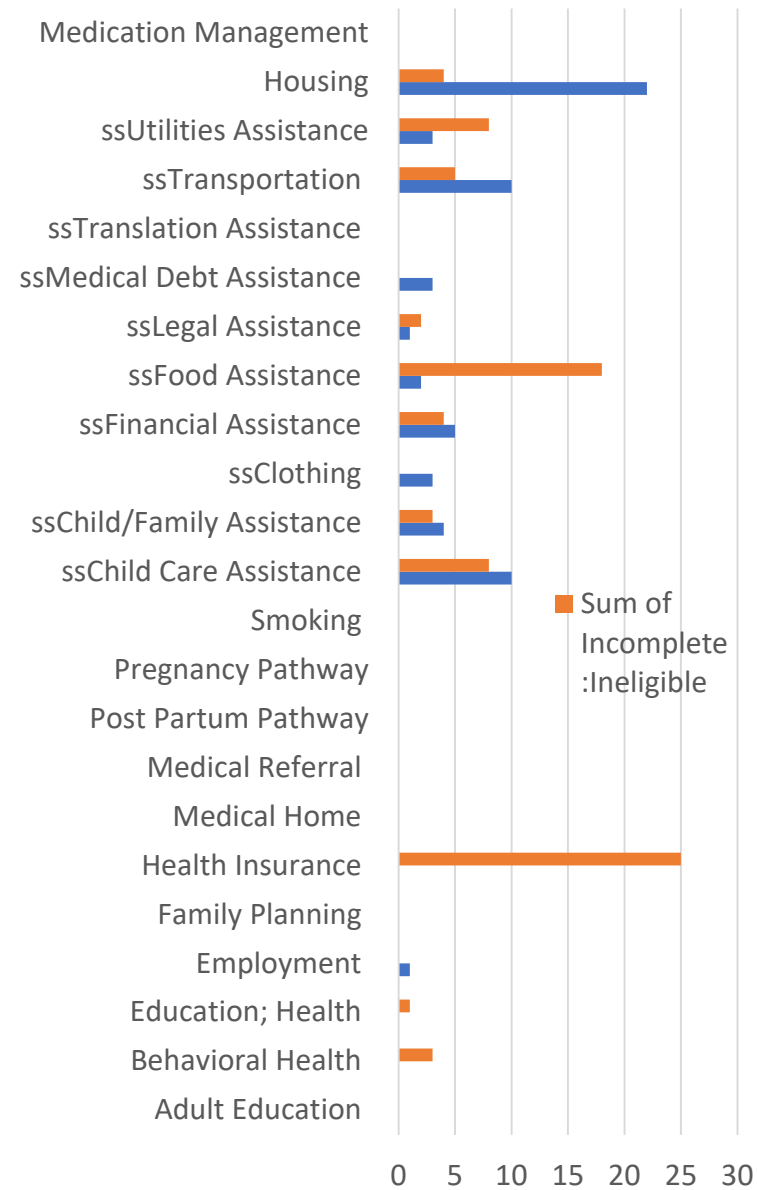 Medication Management
Housing
ssUtilities Assistance
ssTransportation
ssTranslation Assistance
ssMedical Debt Assistance
ssLegal Assistance
ssFood Assistance
ssFinancial Assistance
ssClothing
ssChild/Family Assistance
ssChild Care Assistance
Sum of
Incomplete
:Ineligible
Smoking
Pregnancy Pathway
Post Partum Pathway
Medical Referral
Medical Home
Health Insurance
Family Planning
Employment
Education; Health
Behavioral Health
Adult Education
0 5 10 15 20 25 30